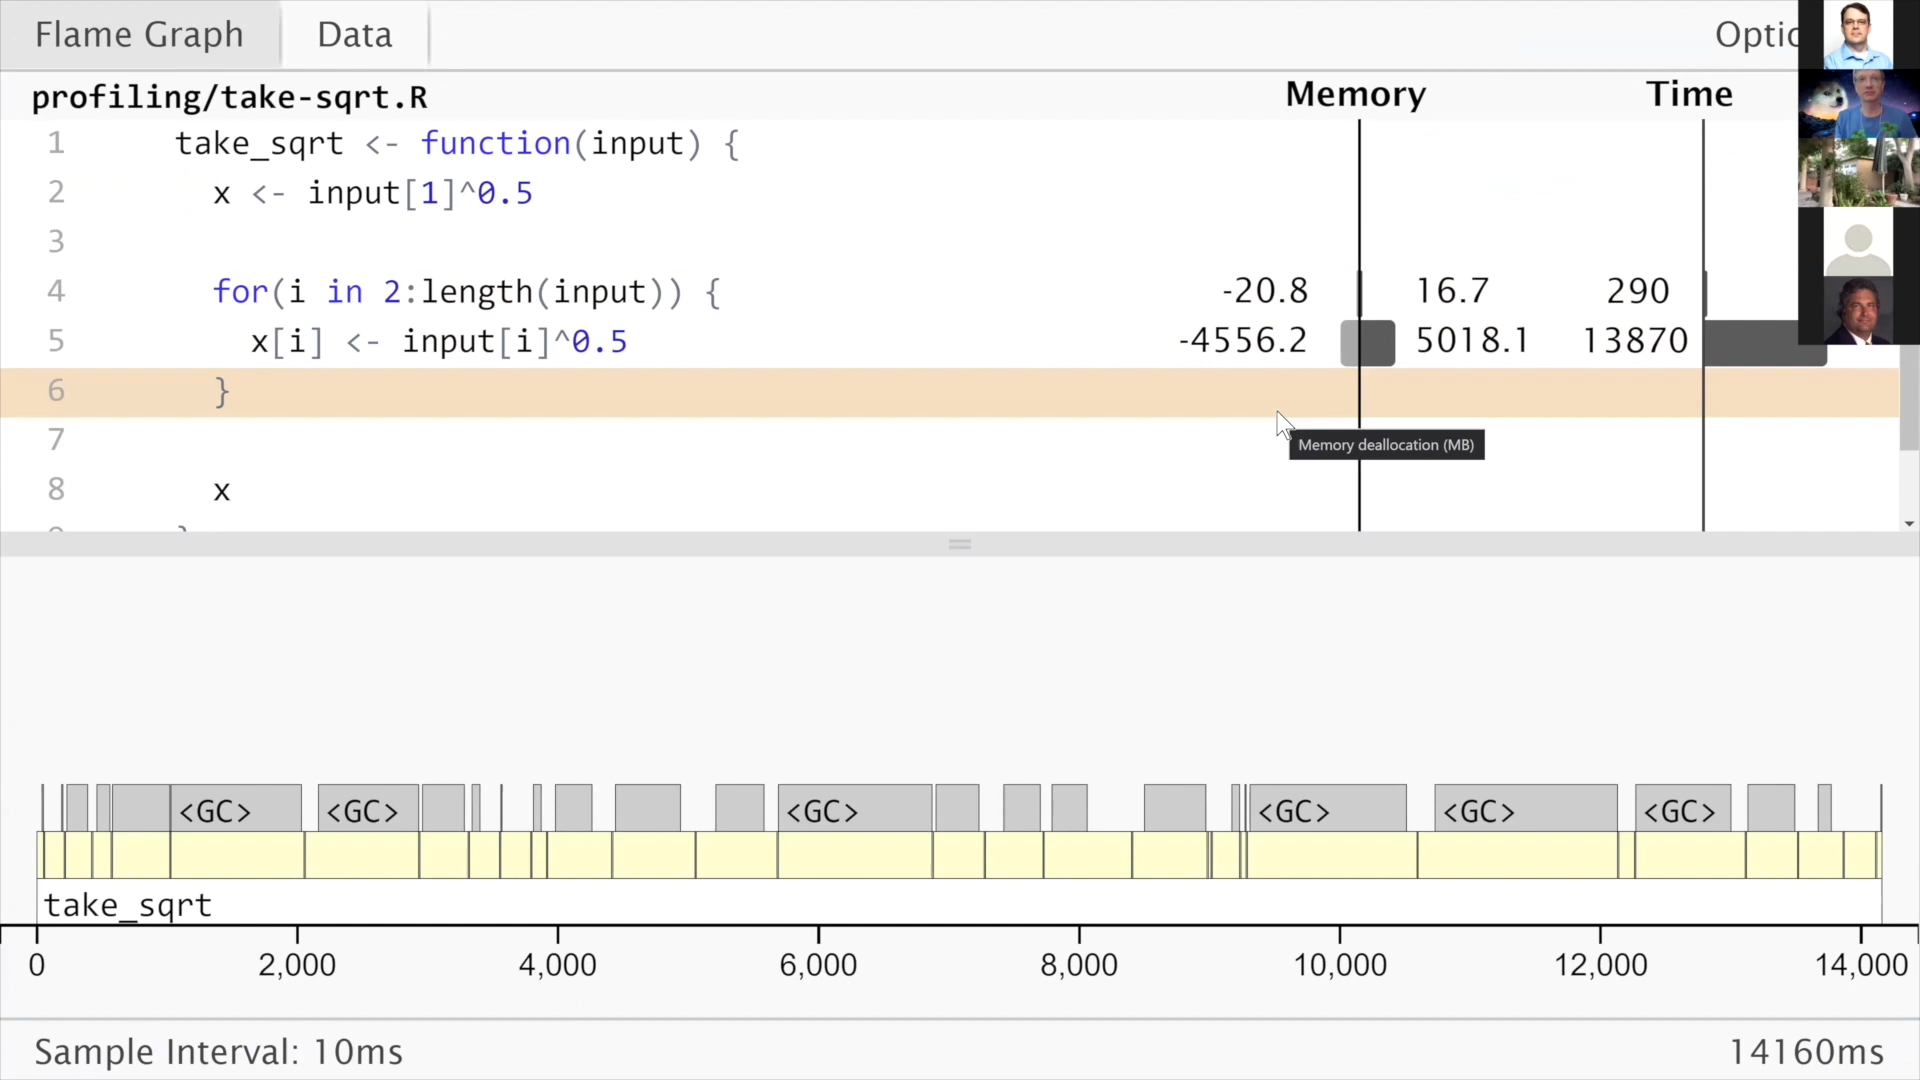 Flame Graph Data Optio
profiling/take-sqrt.R Memory Time
1 take_sqrt <- function(input) {
2 x <- input[1]^0.5
3
4 for(i in 2:length(input)) { -20.8 16.7 290
5 x[i] <- input[i]^0.5 -4556.2 5018.1 13870
6 }
7
Memory deallocation (MB)
8 x
<GC> <GC> <GC> <GC> <GC> <GC>
take_sqrt
0 2,000 4,000 6,000 8,000 10,000 12,000 14,000
Sample Interval: 10ms 14160ms